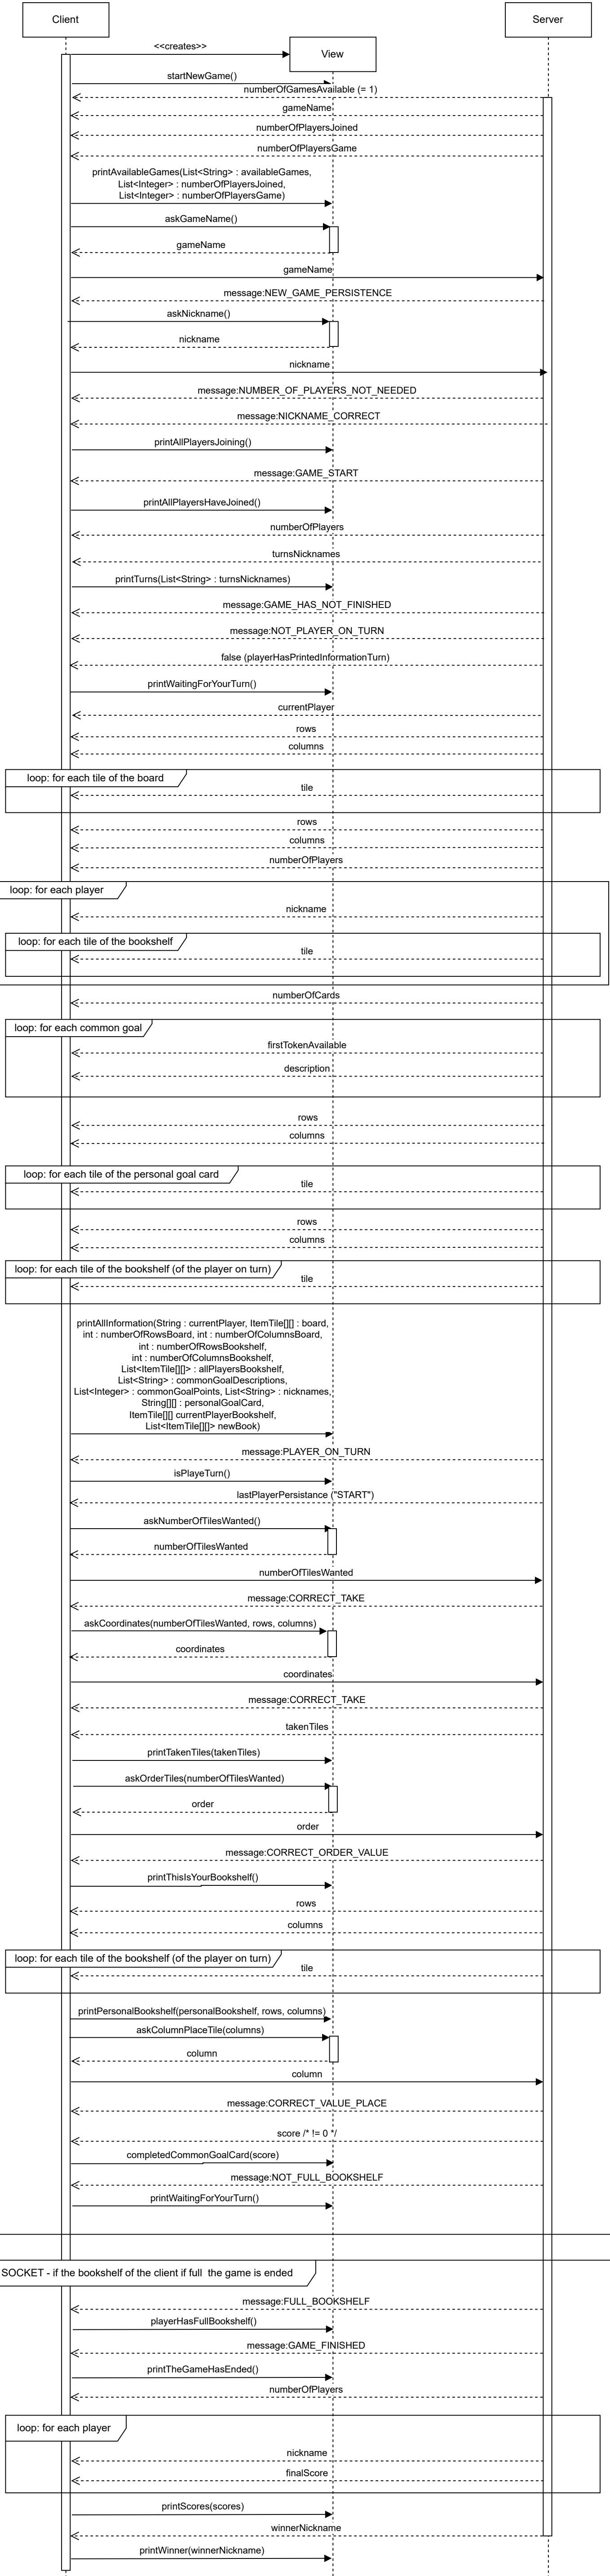 Client
Server
<<creates>>
View
startNewGame()
numberOfGamesAvailable (= 1)
gameName
numberOfPlayersJoined
numberOfPlayersGame
printAvailableGames(List<String> : availableGames,
List<Integer> : numberOfPlayersJoined,
List<Integer> : numberOfPlayersGame)
askGameName()
gameName
gameName
message:NEW_GAME_PERSISTENCE
askNickname()
nickname
nickname
message:NUMBER_OF_PLAYERS_NOT_NEEDED
message:NICKNAME_CORRECT
printAllPlayersJoining()
message:GAME_START
printAllPlayersHaveJoined()
numberOfPlayers
turnsNicknames
printTurns(List<String> : turnsNicknames)
message:GAME_HAS_NOT_FINISHED
message:NOT_PLAYER_ON_TURN
false (playerHasPrintedInformationTurn)
printWaitingForYourTurn()
currentPlayer
rows
columns
loop: for each tile of the board
tile
rows
columns
numberOfPlayers
loop: for each player
nickname
loop: for each tile of the bookshelf
tile
numberOfCards
loop: for each common goal
firstTokenAvailable
description
rows
columns
loop: for each tile of the personal goal card
tile
rows
columns
loop: for each tile of the bookshelf (of the player on turn)
tile
printAllInformation(String : currentPlayer, ItemTile[][] : board,
int : numberOfRowsBoard, int : numberOfColumnsBoard,
int : numberOfRowsBookshelf,
int : numberOfColumnsBookshelf,
List<ItemTile[][]> : allPlayersBookshelf,
List<String> : commonGoalDescriptions,
List<Integer> : commonGoalPoints, List<String> : nicknames,
String[][] : personalGoalCard,
ItemTile[][] currentPlayerBookshelf,
List<ItemTile[][]> newBook)
message:PLAYER_ON_TURN
isPlayeTurn()
lastPlayerPersistance ("START")
askNumberOfTilesWanted()
numberOfTilesWanted
numberOfTilesWanted
message:CORRECT_TAKE
askCoordinates(numberOfTilesWanted, rows, columns)
coordinates
coordinates
message:CORRECT_TAKE
takenTiles
printTakenTiles(takenTiles)
askOrderTiles(numberOfTilesWanted)
order
order
message:CORRECT_ORDER_VALUE
printThisIsYourBookshelf()
rows
columns
loop: for each tile of the bookshelf (of the player on turn)
tile
printPersonalBookshelf(personalBookshelf, rows, columns)
askColumnPlaceTile(columns)
column
column
message:CORRECT_VALUE_PLACE
score /* != 0 */
completedCommonGoalCard(score)
message:NOT_FULL_BOOKSHELF
printWaitingForYourTurn()
SOCKET - if the bookshelf of the client if full the game is ended
message:FULL_BOOKSHELF
playerHasFullBookshelf()
message:GAME_FINISHED
printTheGameHasEnded()
numberOfPlayers
loop: for each player
nickname
finalScore
printScores(scores)
winnerNickname
printWinner(winnerNickname)